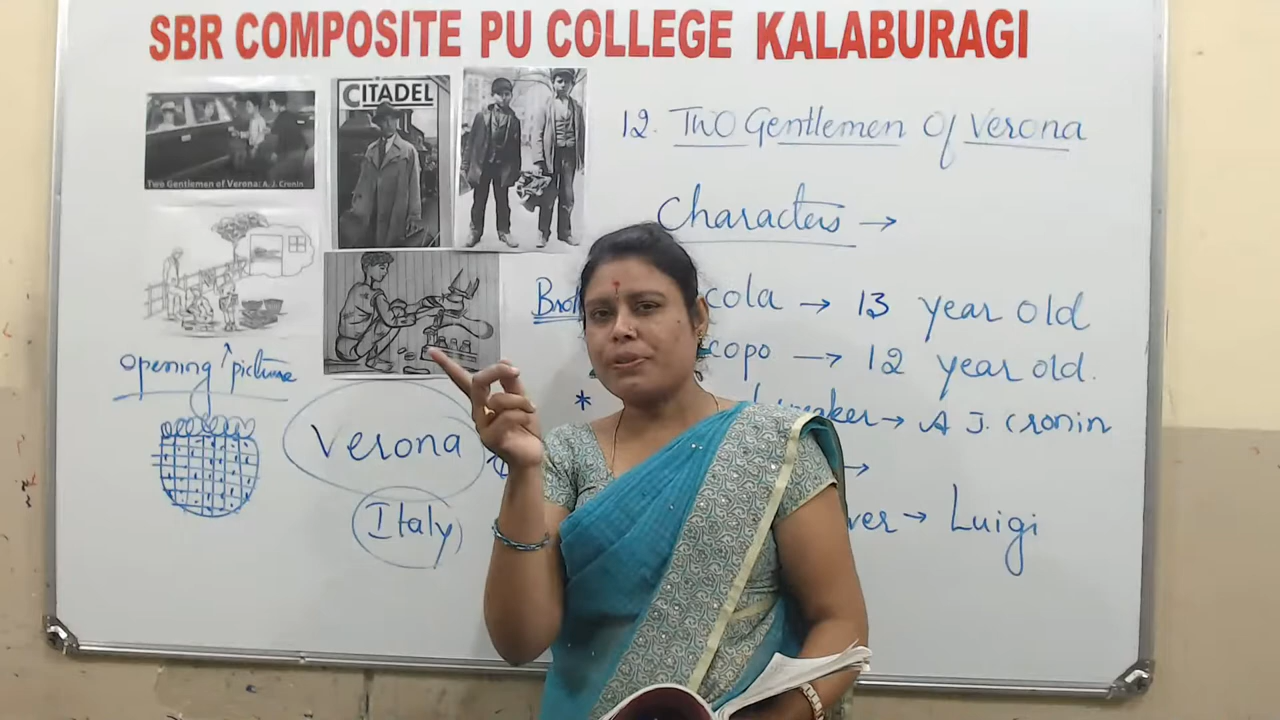 SBR COMPOSITE PU COLLEGE KALABURAGI
CITADEL
Two Gentlemen of Verona: A. J. Cronin
12. Two Gentlemen Of Verona
Characters →
cola → 13 year old
copo → 12 year old.
* → A J. Cronin
→
→ Luigi
opening picture
Verona
Italy